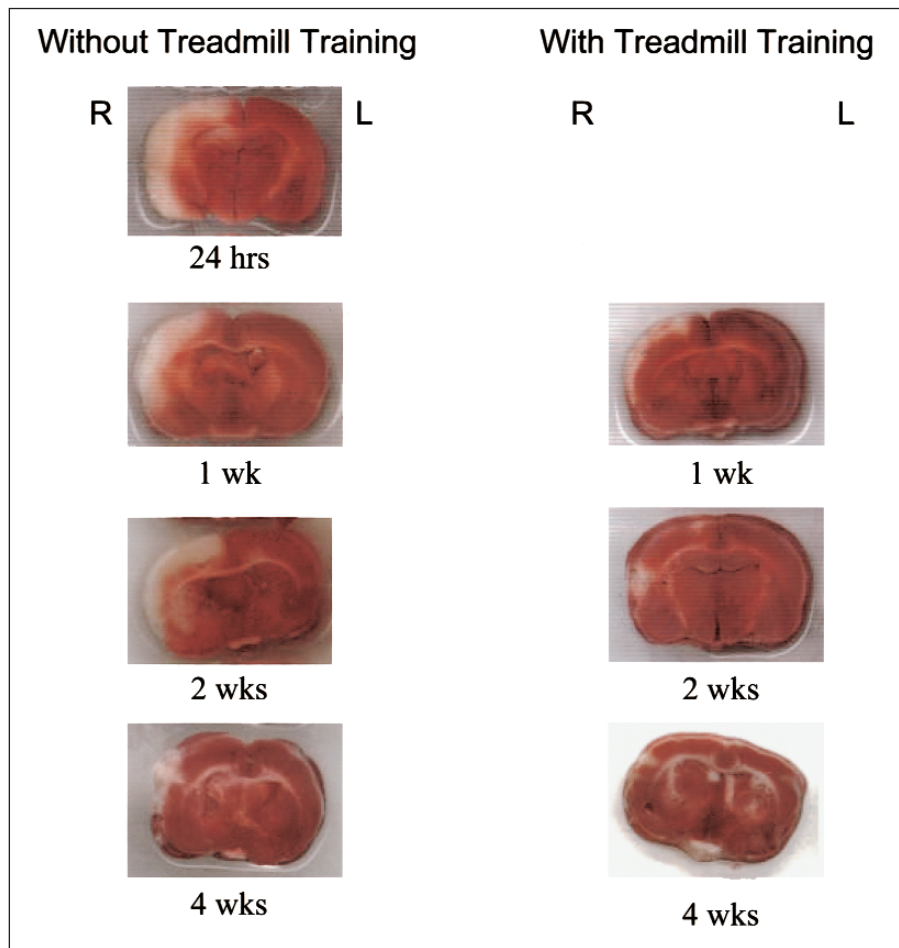 Without Treadmill Training
With Treadmill Training
R
L
R
L
24 hrs
1 wk
1 wk
2 wks
2 wks
4 wks
4 wks